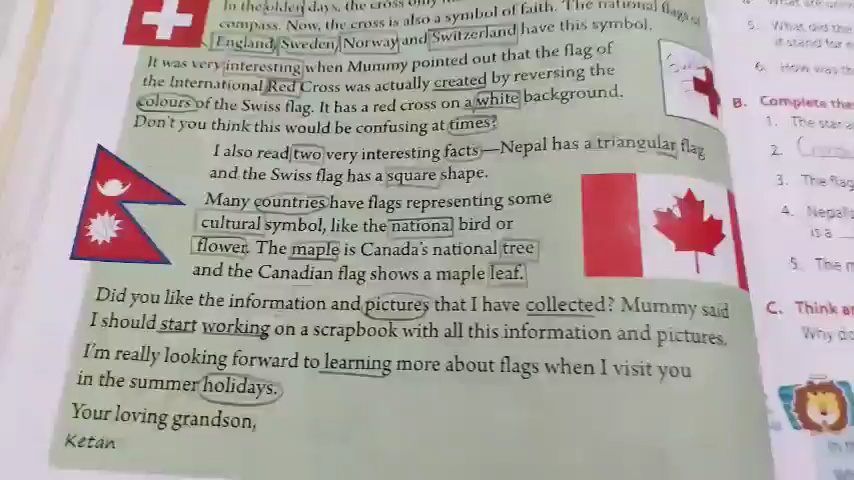 In the olden days, the cross only
compass. Now, the cross is also a symbol of faith. The national flags of
England, Sweden, Norway and Switzerland have this symbol.
It was very interesting when Mummy pointed out that the flag of
the International Red Cross was actually created by reversing the
colours of the Swiss flag. It has a red cross on a white background.
Don't you think this would be confusing at times?
I also read two very interesting facts—Nepal has a triangular flag
and the Swiss flag has a square shape.
Many countries have flags representing some
cultural symbol, like the national bird or
flower. The maple is Canada's national tree
and the Canadian flag shows a maple leaf.
Did you like the information and pictures that I have collected? Mummy said
I should start working on a scrapbook with all this information and pictures.
I'm really looking forward to learning more about flags when I visit you
in the summer holidays.
Your loving grandson,
Ketan
5. What did the
it stand for
6. How was th
B. Complete the
1. The star a
2.
3. The flag
4. Nepal's
is a
5. The m
C. Think an
Why do